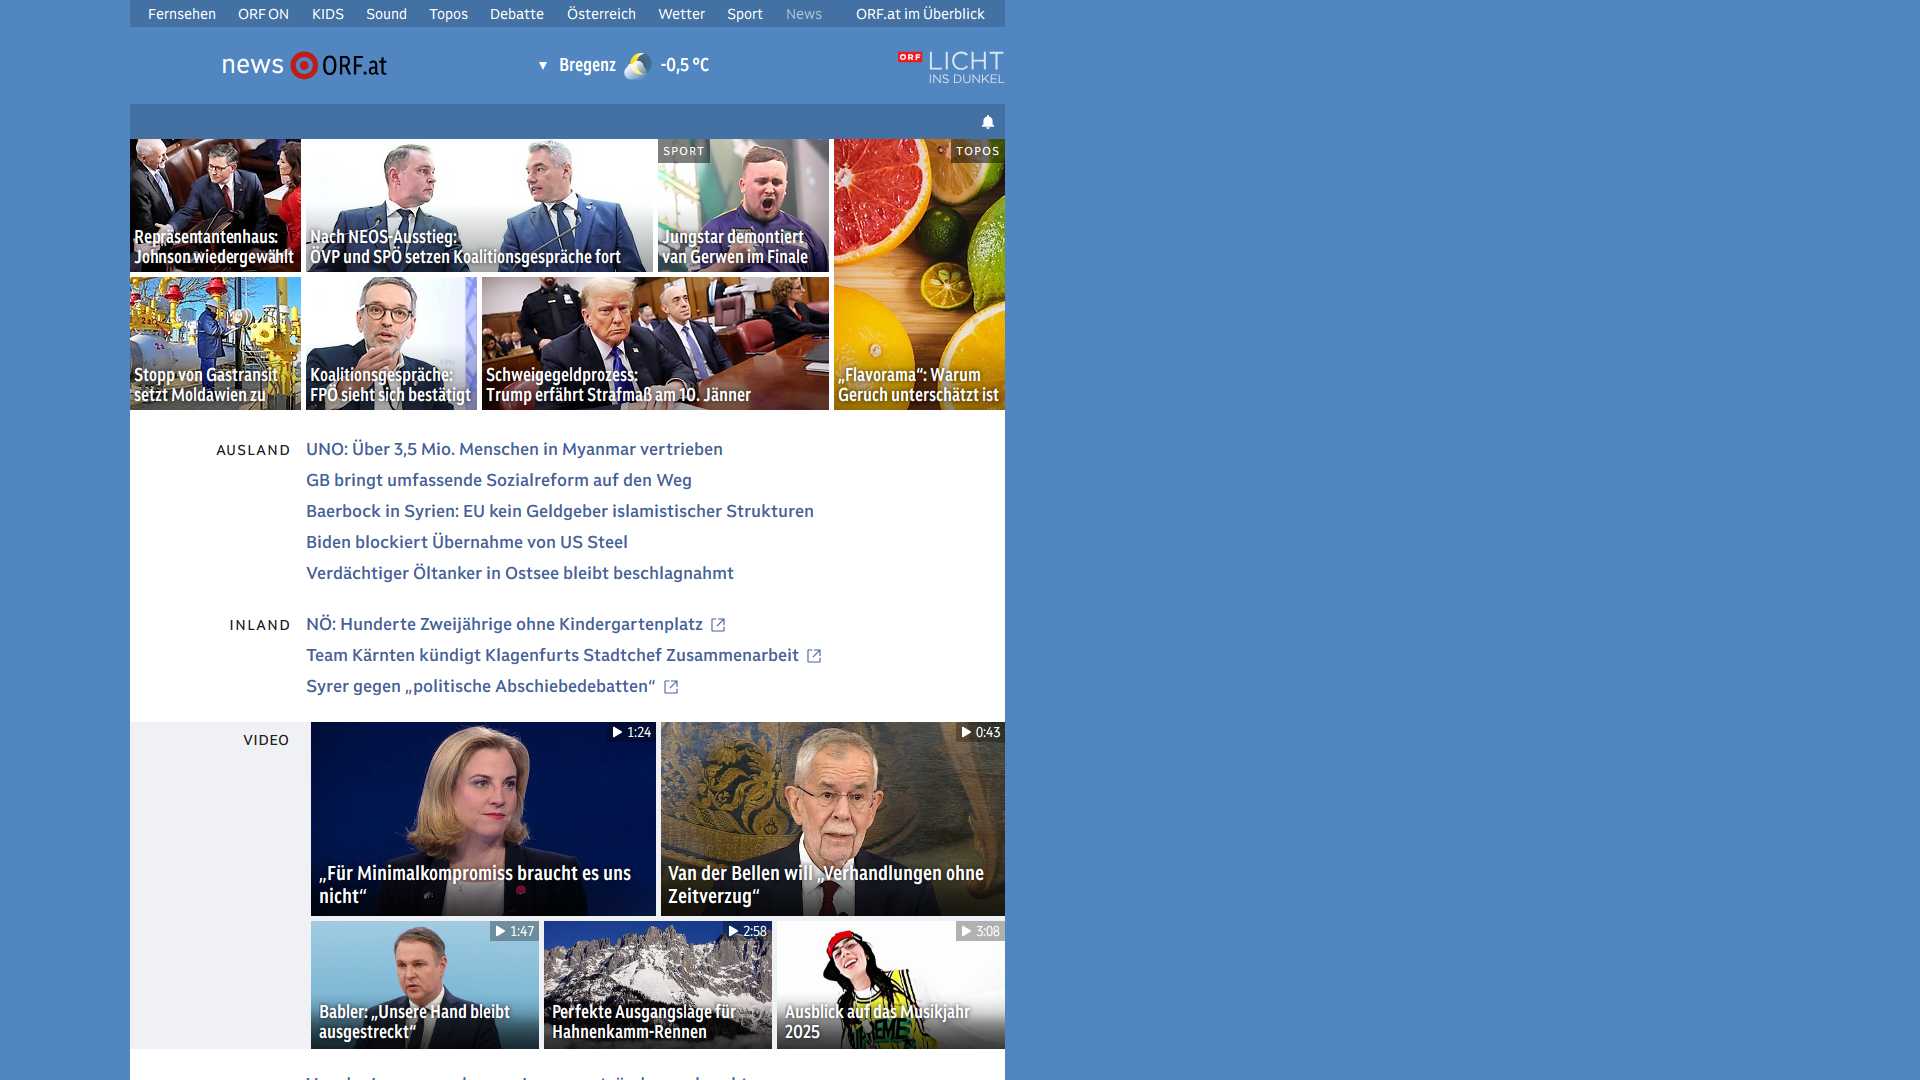 Fernsehen ORF ON KIDS Sound Topos Debatte Österreich Wetter Sport News ORF.at im Überblick
news ORF.at
Bregenz -0,5 °C
ORF LICHT
INS DUNKEL
Repräsentantenhaus:
Johnson wiedergewählt
Nach NEOS-Ausstieg:
ÖVP und SPÖ setzen Koalitionsgespräche fort
SPORT
Jungstar demontiert
van Gerwen im Finale
TOPOS
„Flavorama“: Warum
Geruch unterschätzt ist
Stopp von Gastransit
setzt Moldawien zu
Koalitionsgespräche:
FPÖ sieht sich bestätigt
Schweigegeldprozess:
Trump erfährt Strafmaß am 10. Jänner
AUSLAND
UNO: Über 3,5 Mio. Menschen in Myanmar vertrieben
GB bringt umfassende Sozialreform auf den Weg
Baerbock in Syrien: EU kein Geldgeber islamistischer Strukturen
Biden blockiert Übernahme von US Steel
Verdächtiger Öltanker in Ostsee bleibt beschlagnahmt
INLAND
NÖ: Hunderte Zweijährige ohne Kindergartenplatz
Team Kärnten kündigt Klagenfurts Stadtchef Zusammenarbeit
Syrer gegen „politische Abschiebedebatten“
VIDEO
1:24
„Für Minimalkompromiss braucht es uns
nicht“
0:43
Van der Bellen will „Verhandlungen ohne
Zeitverzug“
1:47
Babler: „Unsere Hand bleibt
ausgestreckt“
2:58
Perfekte Ausgangslage für
Hahnenkamm-Rennen
3:08
Ausblick auf das Musikjahr
2025